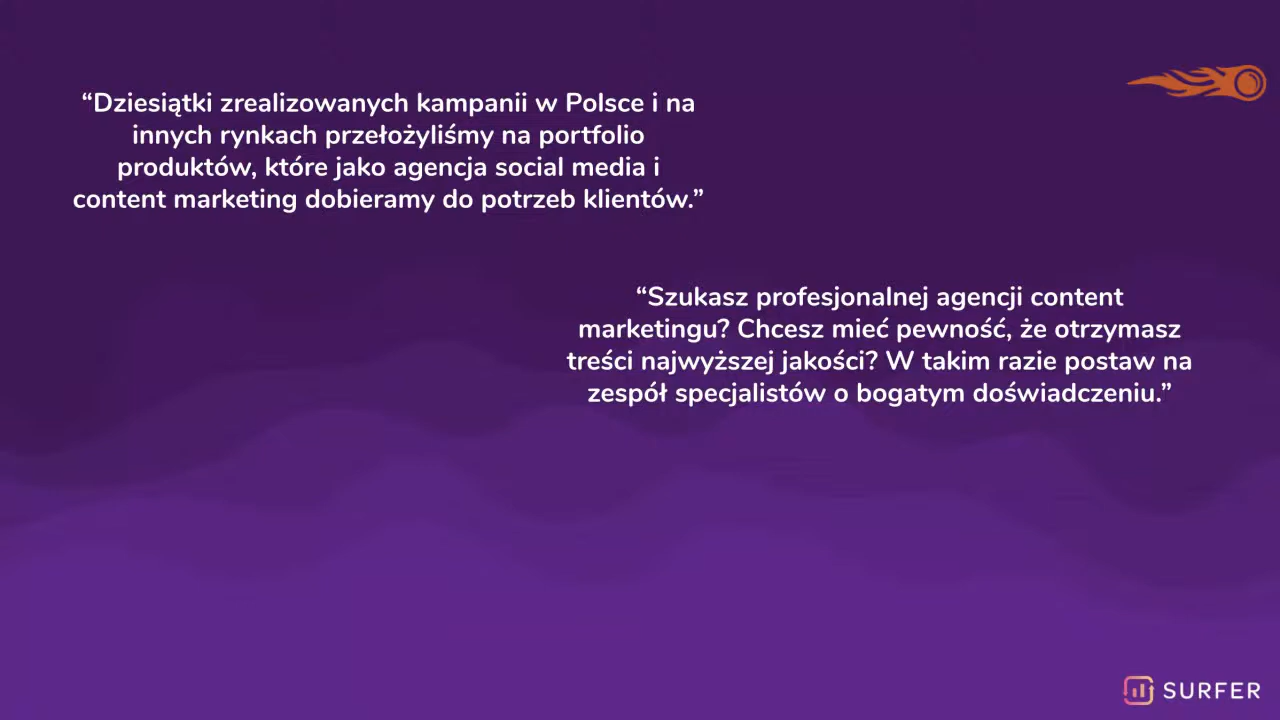 “Dziesiątki zrealizowanych kampanii w Polsce i na
innych rynkach przełożyliśmy na portfolio
produktów, które jako agencja social media i
content marketing dobieramy do potrzeb klientów.”
“Szukasz profesjonalnej agencji content
marketingu? Chcesz mieć pewność, że otrzymasz
treści najwyższej jakości? W takim razie postaw na
zespół specjalistów o bogatym doświadczeniu.”
SURFER